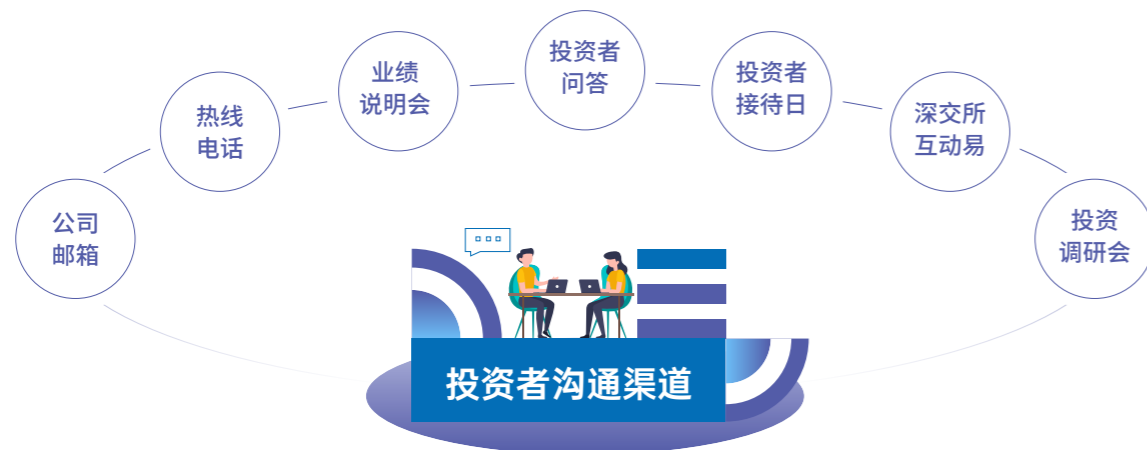 公司
邮箱
热线
电话
业绩
说明会
投资者
问答
投资者
接待日
深交所
互动易
投资
调研会
投资者沟通渠道